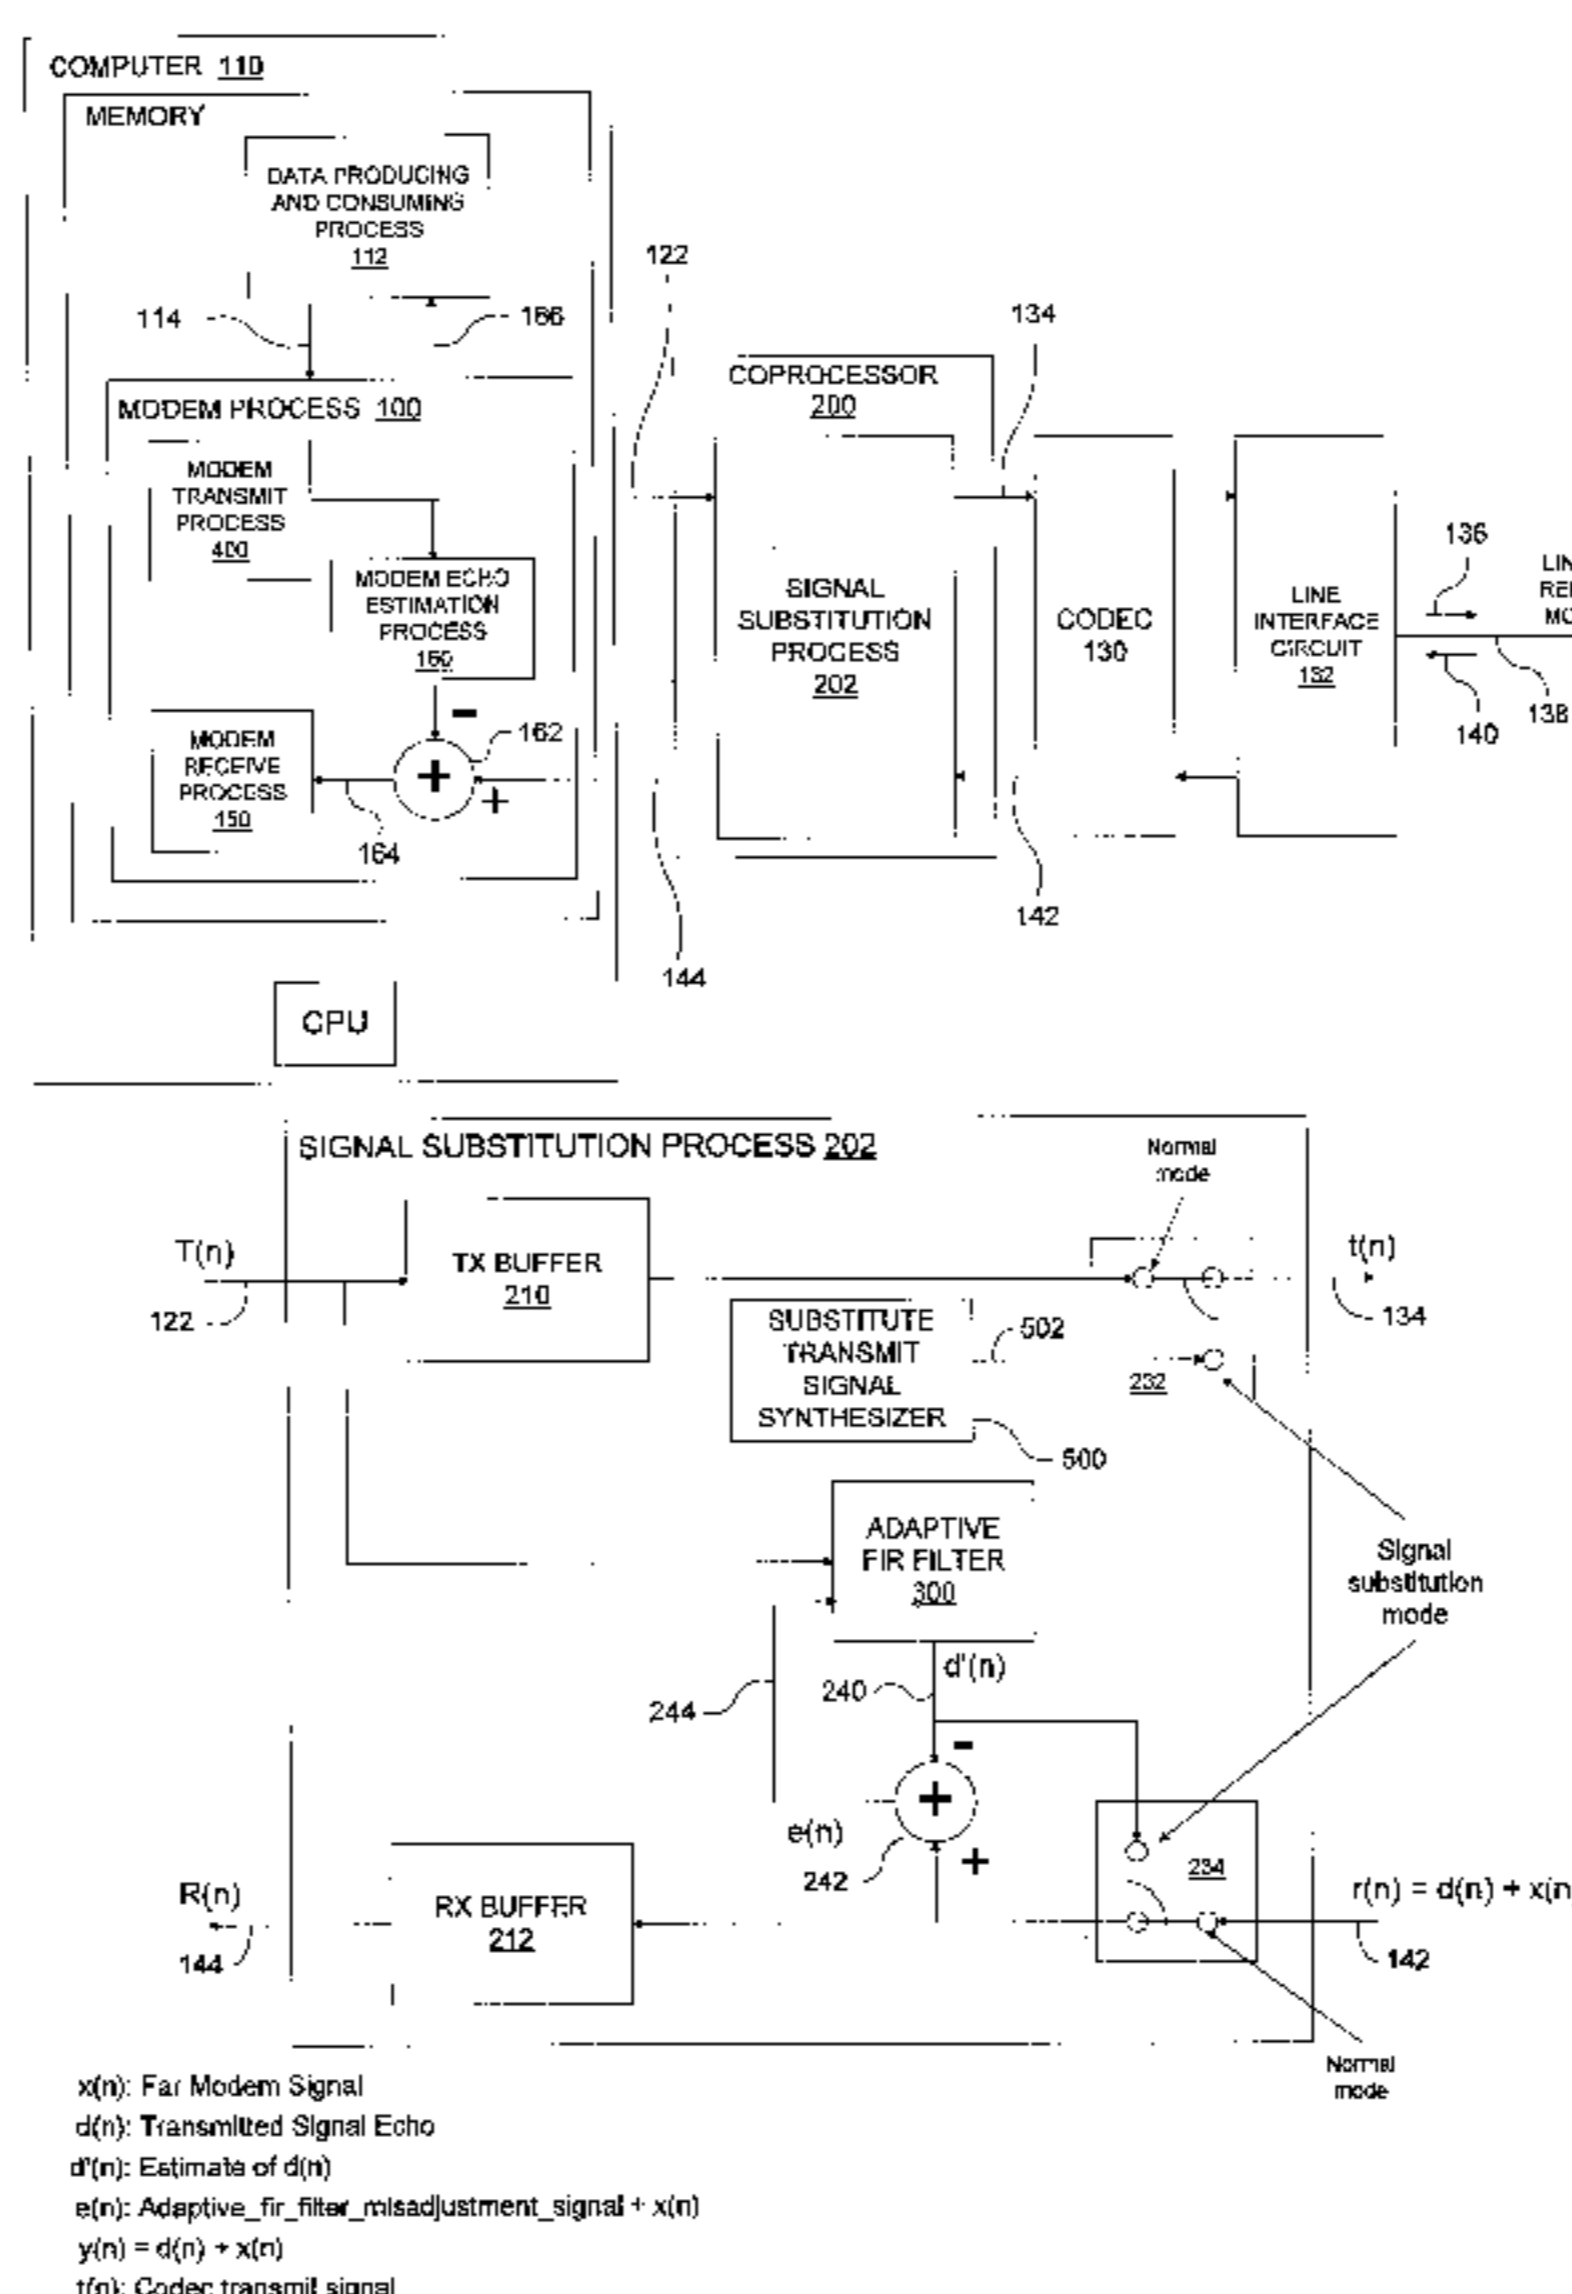 COMPUTER 110
MEMORY
DATA PRODUCING
AND CONSUMING
PROCESS
112
114
166
MODEM PROCESS 100
MODEM
TRANSMIT
PROCESS
400
MODEM ECHO
ESTIMATION
PROCESS
160
-
162
+
+
MODEM
RECEIVE
PROCESS
150
164
CPU
122
144
COPROCESSOR
200
SIGNAL
SUBSTITUTION
PROCESS
202
134
142
CODEC
130
LINE
INTERFACE
CIRCUIT
132
136
140
138
SIGNAL SUBSTITUTION PROCESS 202
Normal
mode
T(n)
122
TX BUFFER
210
t(n)
134
SUBSTITUTE
TRANSMIT
SIGNAL
SYNTHESIZER
502
500
232
ADAPTIVE
FIR FILTER
300
Signal
substitution
mode
d'(n)
240
244
-
+
e(n)
242
+
234
R(n)
144
RX BUFFER
212
r(n) = d(n) + x(n
142
Normal
mode
x(n): Far Modem Signal
d(n): Transmitted Signal Echo
d'(n): Estimate of d(n)
e(n): Adaptive_fir_filter_misadjustment_signal + x(n)
y(n) = d(n) + x(n)
t(n): Codec transmit signal